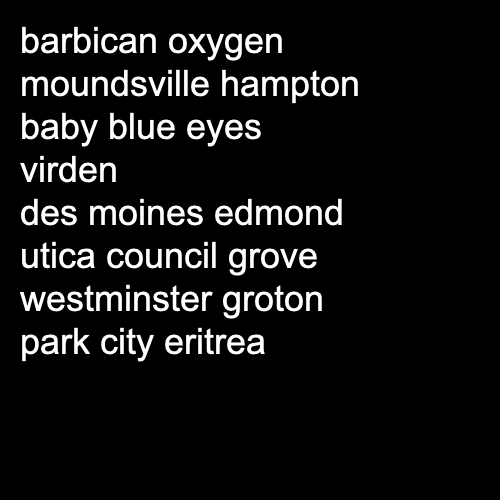 barbican oxygen
moundsville hampton
baby blue eyes
virden
des moines edmond
utica council grove
westminster groton
park city eritrea